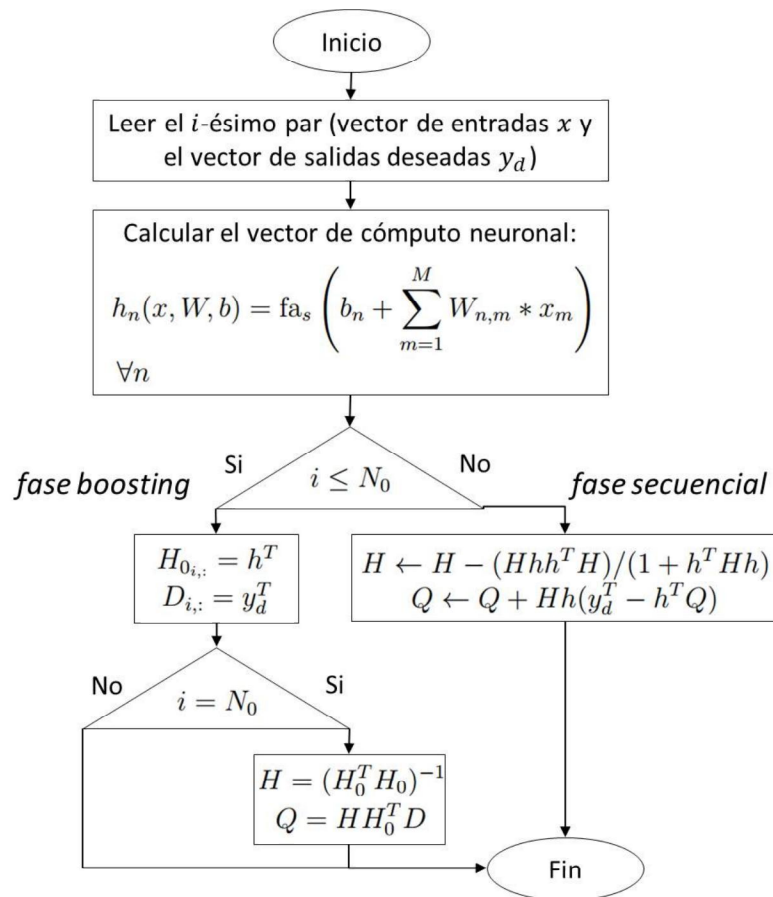 Inicio
Leer el i-ésimo par (vector de entradas x y
el vector de salidas deseadas y_d)
Calcular el vector de cómputo neuronal:
h_n(x, W, b) = fa_s ( b_n + \sum_{m=1}^{M} W_{n,m} * x_m )
∀n
Si
No
fase boosting
i ≤ N_0
fase secuencial
H_{0_{i,:}} = h^T
D_{i,:} = y_d^T
H ← H − (Hhh^T H)/(1 + h^T Hh)
Q ← Q + Hh(y_d^T − h^T Q)
No
Si
i = N_0
H = (H_0^T H_0)^{−1}
Q = HH_0^T D
Fin